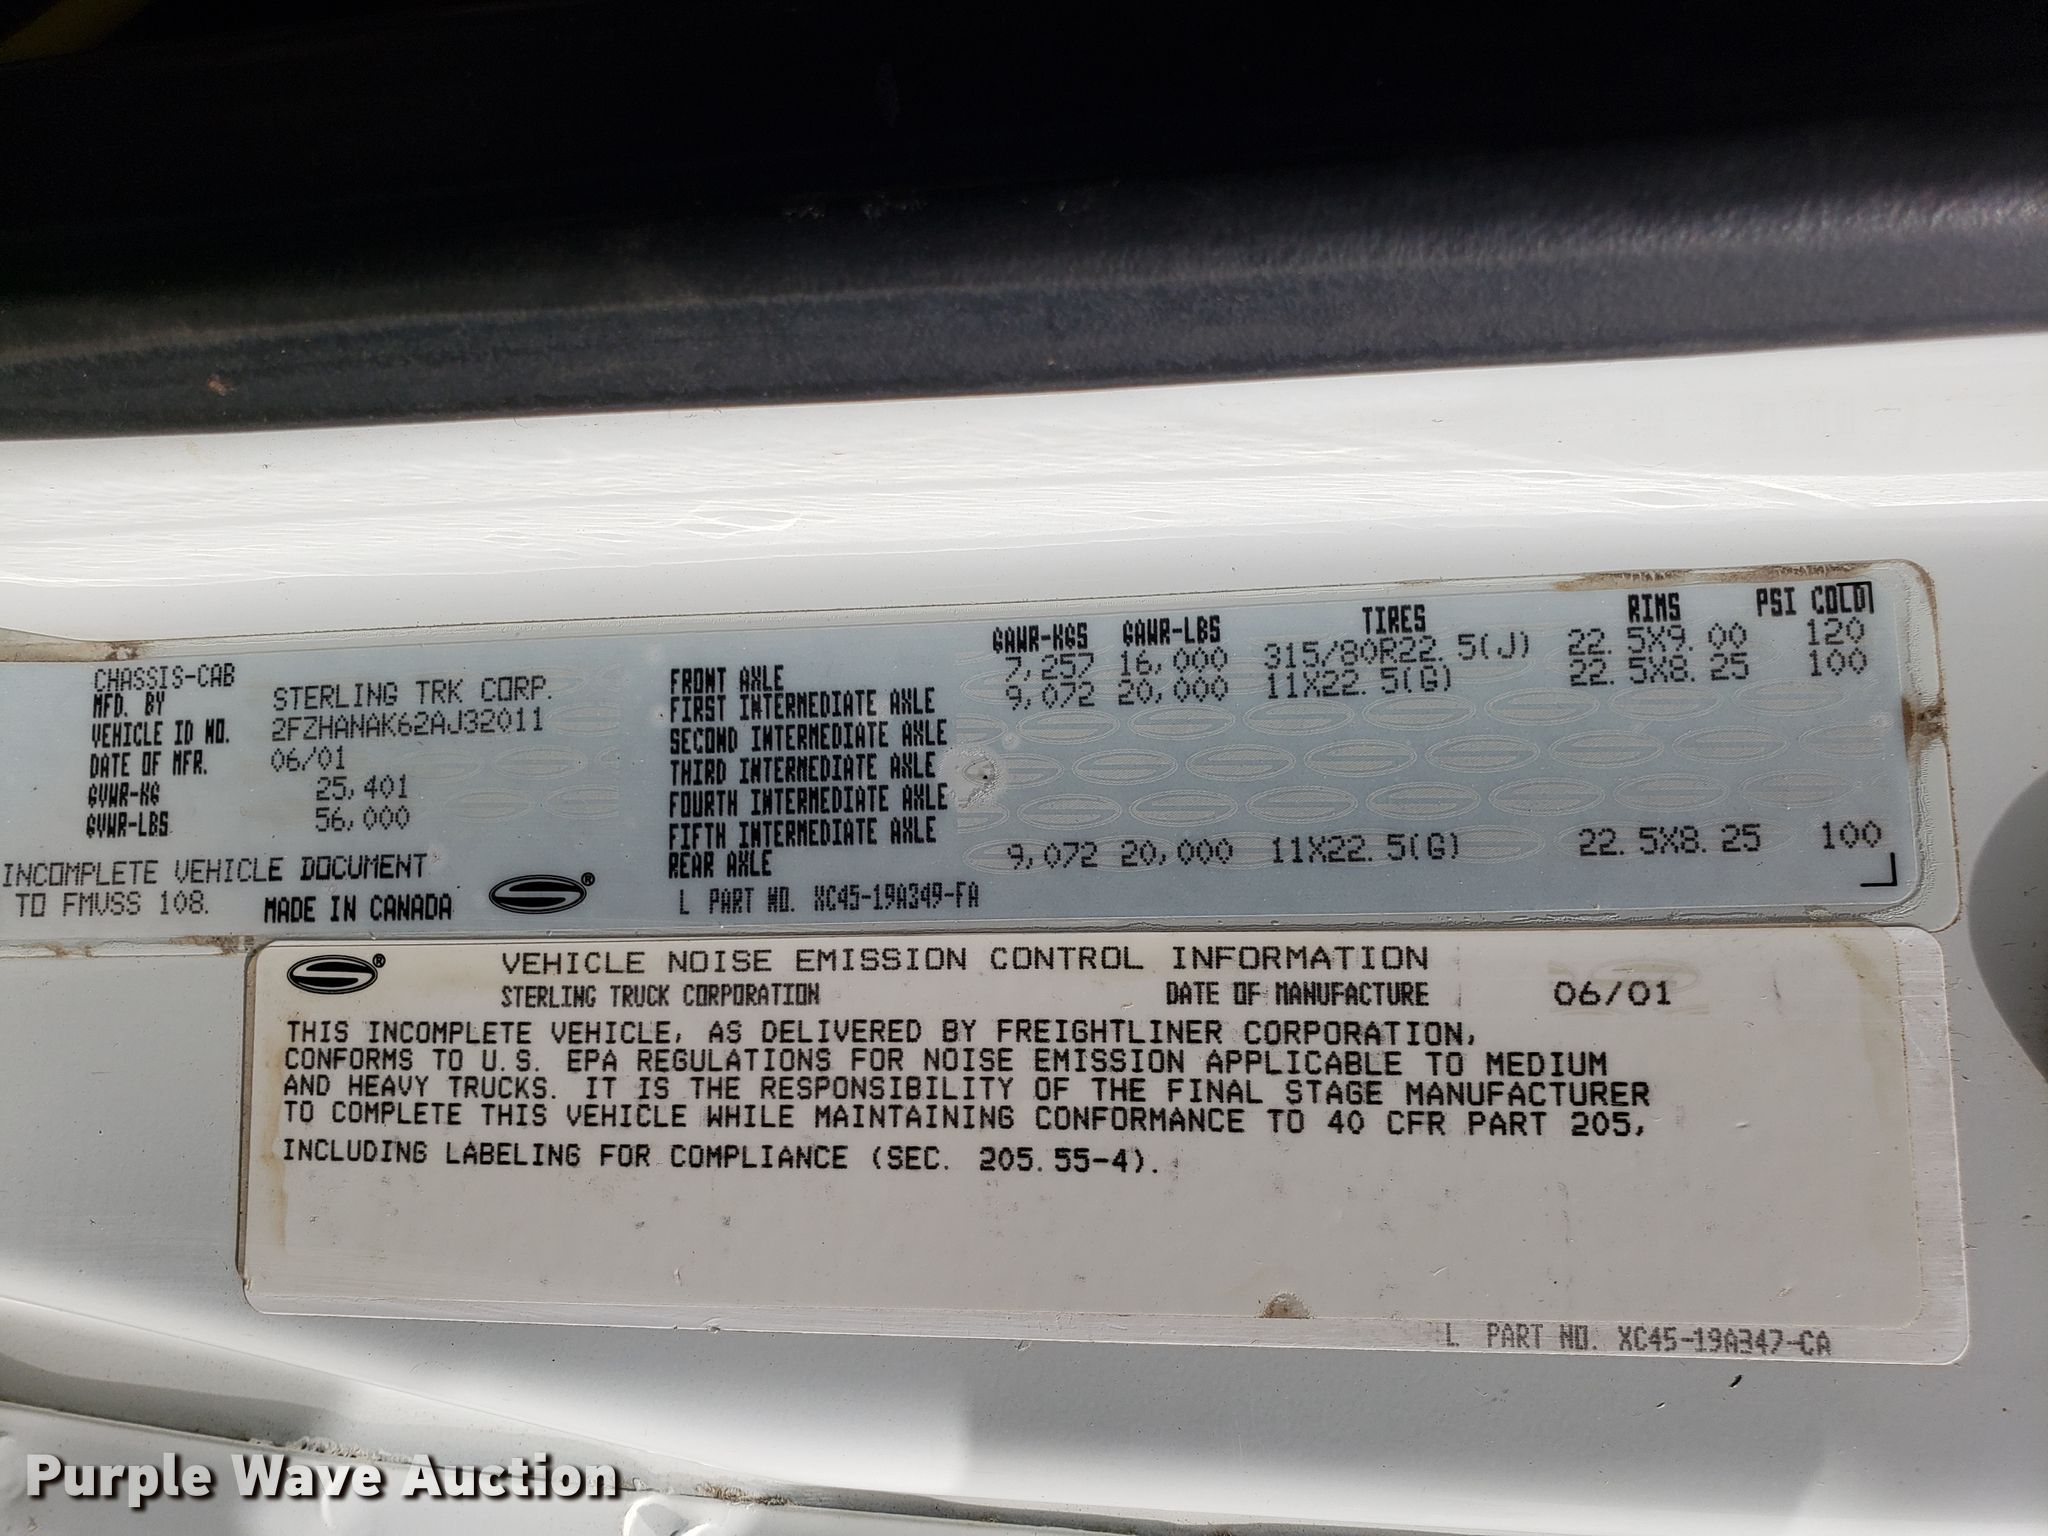 GAWR-KGS GAWR-LBS TIRES RIMS PSI COLD
CHASSIS-CAB
MFD. BY STERLING TRK CORP.
VEHICLE ID NO. 2FZHANAK62AJ32011
DATE OF MFR. 06/01
GVWR-KG 25,401
GVWR-LBS 56,000
INCOMPLETE VEHICLE DOCUMENT
TO FMVSS 108. MADE IN CANADA ®
FRONT AXLE 7,257 16,000 315/80R22.5(J) 22.5X9.00 120
FIRST INTERMEDIATE AXLE 9,072 20,000 11X22.5(G) 22.5X8.25 100
SECOND INTERMEDIATE AXLE
THIRD INTERMEDIATE AXLE
FOURTH INTERMEDIATE AXLE
FIFTH INTERMEDIATE AXLE
REAR AXLE 9,072 20,000 11X22.5(G) 22.5X8.25 100
L PART NO. XC45-19A349-FA
® VEHICLE NOISE EMISSION CONTROL INFORMATION
STERLING TRUCK CORPORATION DATE OF MANUFACTURE 06/01
THIS INCOMPLETE VEHICLE, AS DELIVERED BY FREIGHTLINER CORPORATION,
CONFORMS TO U.S. EPA REGULATIONS FOR NOISE EMISSION APPLICABLE TO MEDIUM
AND HEAVY TRUCKS. IT IS THE RESPONSIBILITY OF THE FINAL STAGE MANUFACTURER
TO COMPLETE THIS VEHICLE WHILE MAINTAINING CONFORMANCE TO 40 CFR PART 205,
INCLUDING LABELING FOR COMPLIANCE (SEC. 205.55-4).
L PART NO. XC45-19A347-CA
Purple Wave Auction